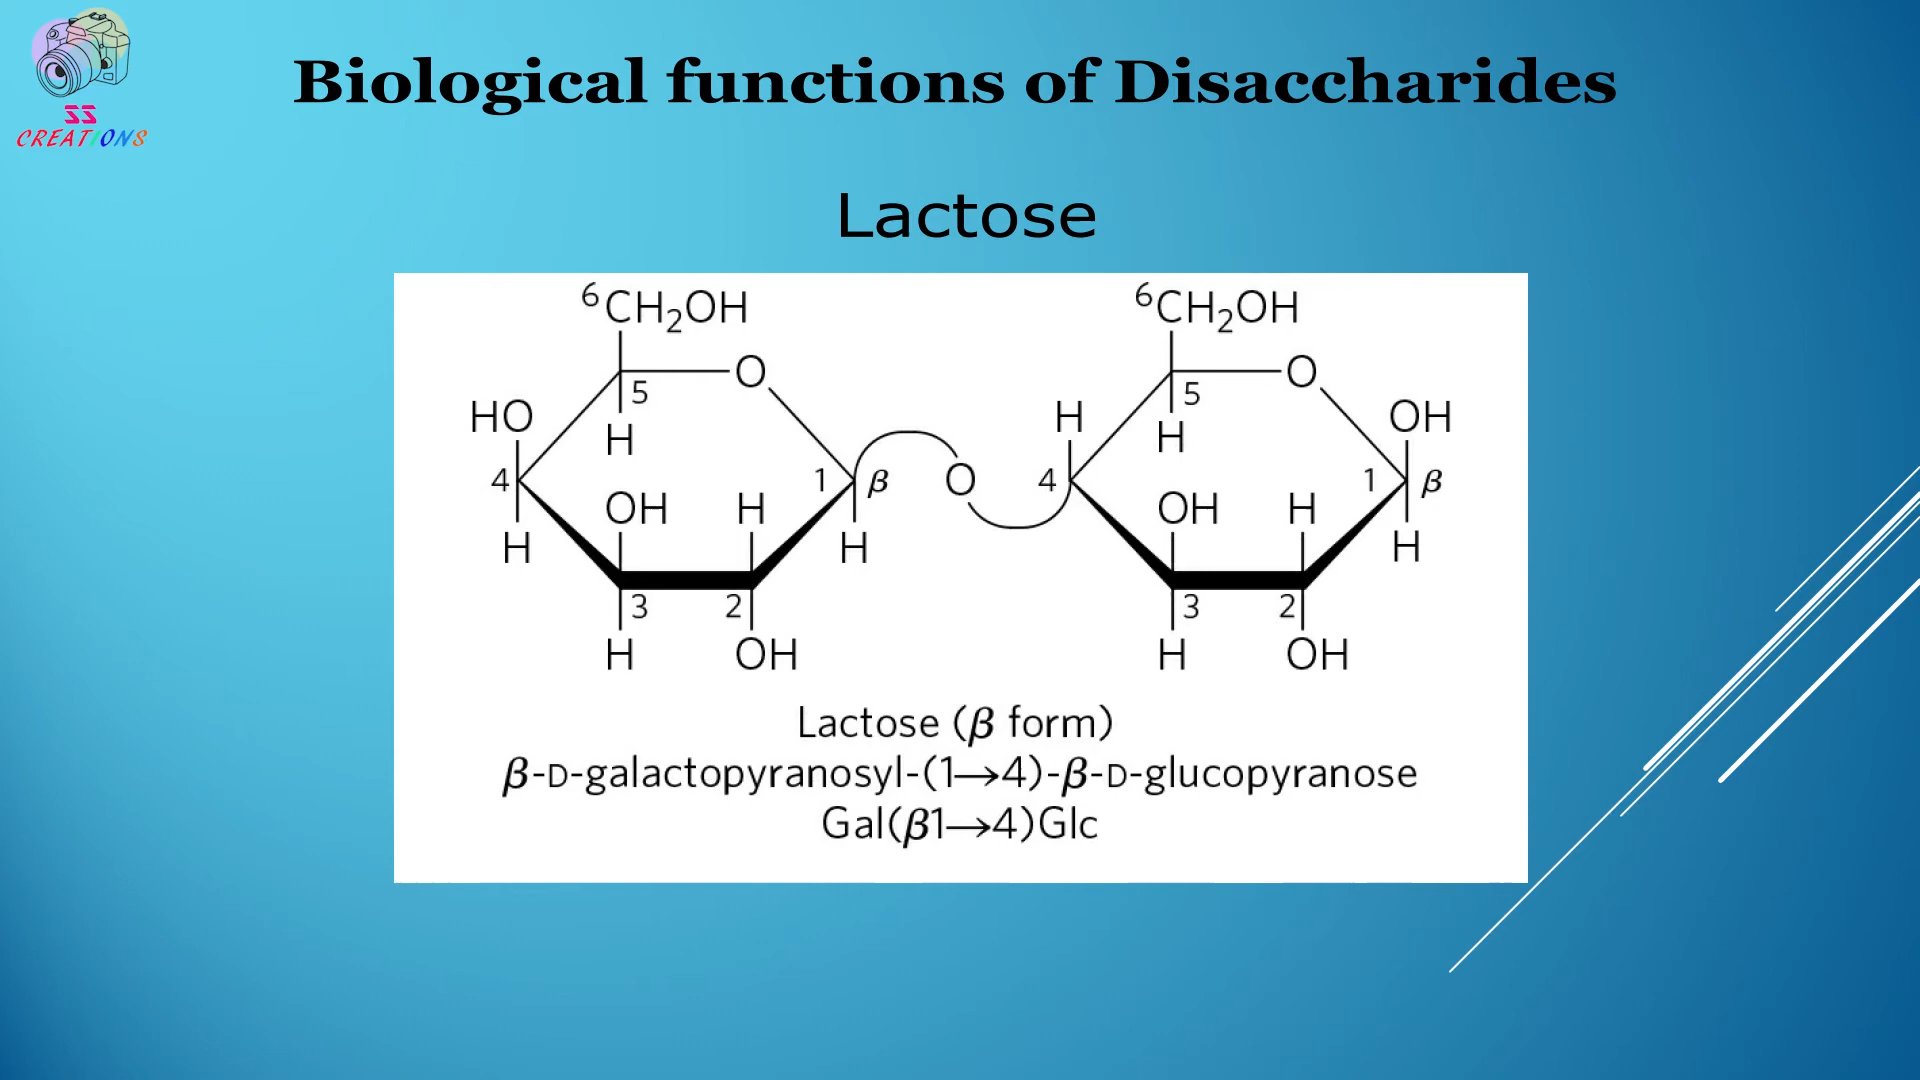 SS
CREATIONS
Biological functions of Disaccharides
Lactose
⁶CH₂OH ⁶CH₂OH
O O
5 5
HO H OH
H H
4 1 β O 4 1 β
OH H OH H
H H H
3 2 3 2
H OH H OH
Lactose (β form)
β-D-galactopyranosyl-(1→4)-β-D-glucopyranose
Gal(β1→4)Glc